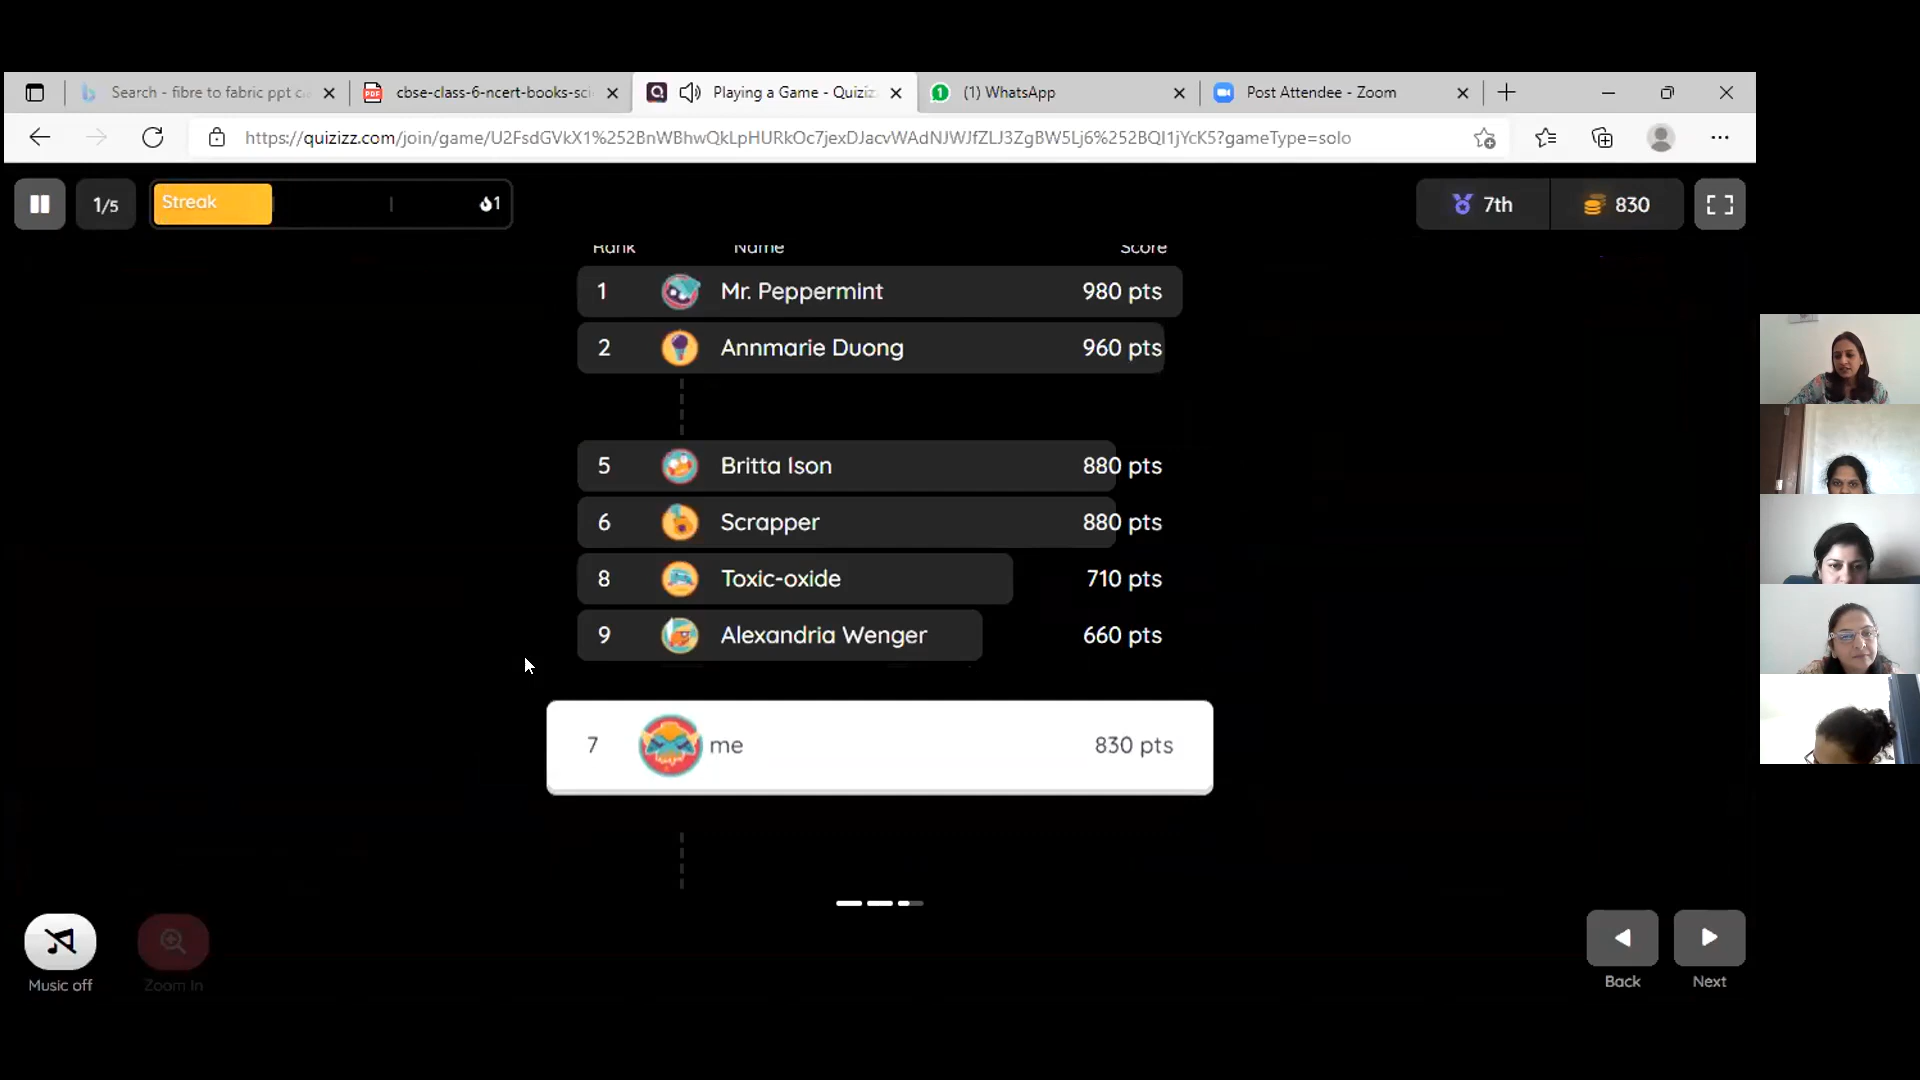 Search - fibre to fabric ppt cla
cbse-class-6-ncert-books-sci
Playing a Game - Quiziz
(1) WhatsApp
Post Attendee - Zoom
https://quizizz.com/join/game/U2FsdGVkX1%252BnWBhwQkLpHURkOc7jexDJacvWAdNJWJfZLJ3ZgBW5Lj6%252BQI1jYcK5?gameType=solo
1/5
Streak
1
7th
830
Rank Name Score
1 Mr. Peppermint 980 pts
2 Annmarie Duong 960 pts
5 Britta Ison 880 pts
6 Scrapper 880 pts
8 Toxic-oxide 710 pts
9 Alexandria Wenger 660 pts
7 me 830 pts
Music off
Zoom In
Back
Next